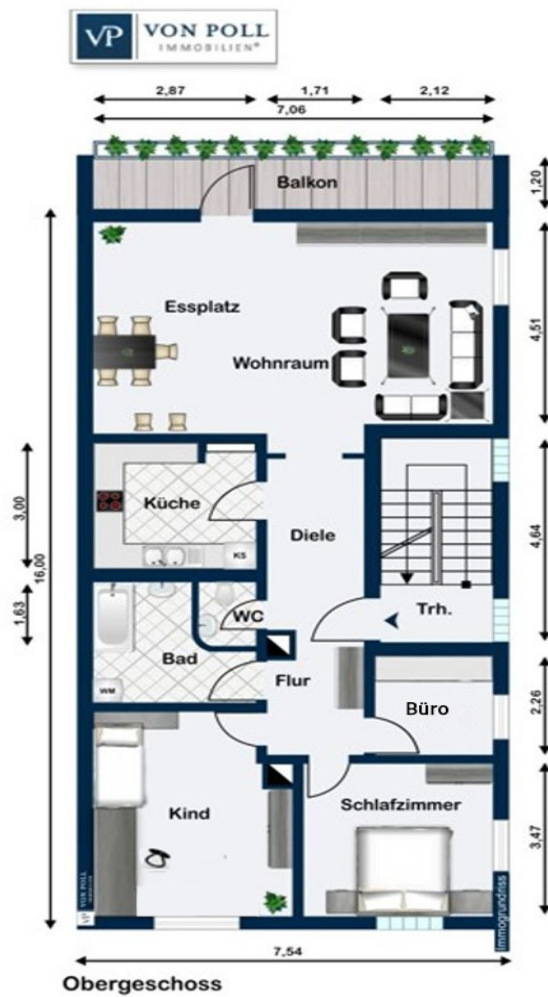 VP VON POLL
IMMOBILIEN®
2,87 1,71 2,12
7,06
Balkon
1,20
Essplatz
Wohnraum
4,51
Küche
KS
3,00
16,00
Diele
4,64
WC
Trh.
1,63
Bad
WM
Flur
Büro
2,26
Kind
Schlafzimmer
3,47
VP VON POLL
IMMOBILIEN
Immogrundriss
7,54
Obergeschoss